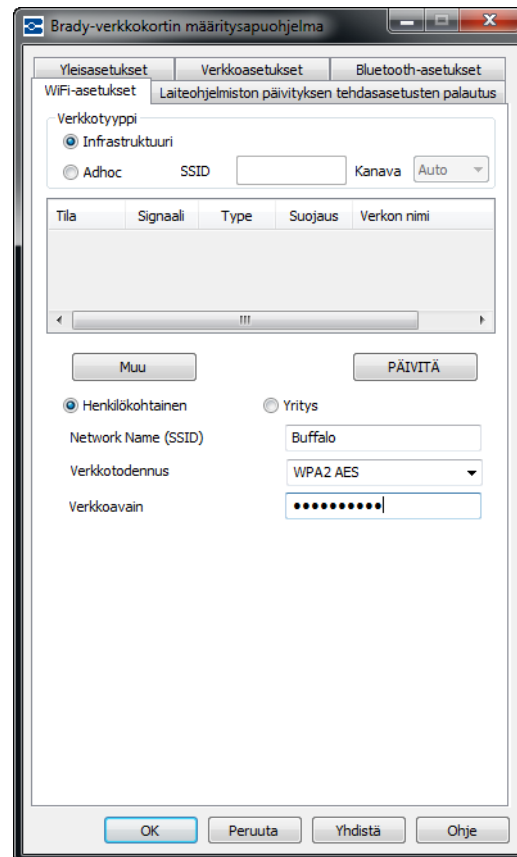 Brady-verkkokortin määritysapuohjelma
Yleisasetukset Verkkoasetukset Bluetooth-asetukset
WiFi-asetukset Laiteohjelmiston päivityksen tehdasasetusten palautus
Verkkotyyppi
Infrastruktuuri
Adhoc SSID Kanava Auto
Tila Signaali Type Suojaus Verkon nimi
Muu PÄIVITÄ
Henkilökohtainen Yritys
Network Name (SSID) Buffalo
Verkkotodennus WPA2 AES
Verkkoavain ●●●●●●●●●●
OK Peruuta Yhdistä Ohje